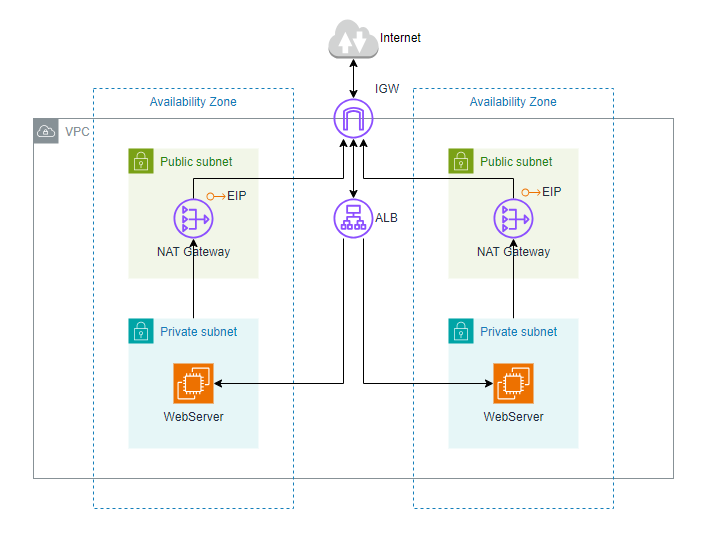 Internet
IGW
Availability Zone
Availability Zone
VPC
Public subnet
Public subnet
EIP
EIP
ALB
NAT Gateway
NAT Gateway
Private subnet
Private subnet
WebServer
WebServer